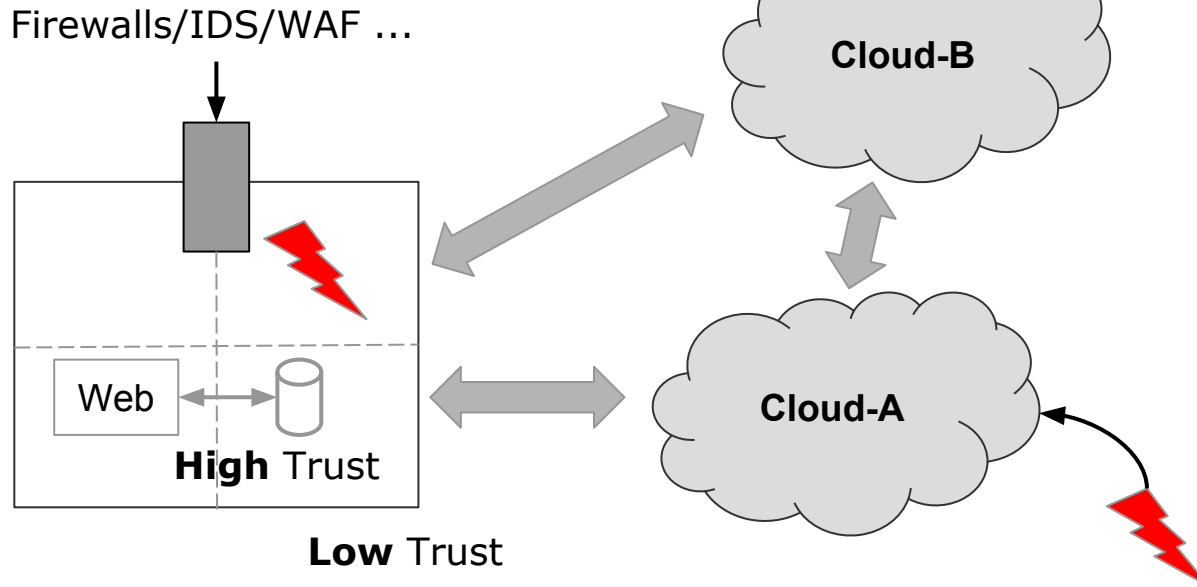 Firewalls/IDS/WAF ...
Cloud-B
Web
Cloud-A
High Trust
Low Trust